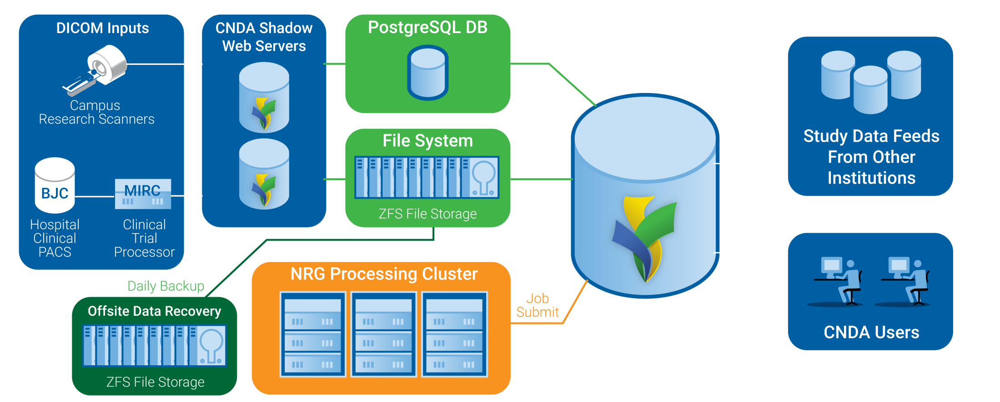 DICOM Inputs
Campus
Research Scanners
BJC
MIRC
Hospital
Clinical
PACS
Clinical
Trial
Processor
CNDA Shadow
Web Servers
PostgreSQL DB
File System
ZFS File Storage
Daily Backup
Offsite Data Recovery
ZFS File Storage
NRG Processing Cluster
Job
Submit
Study Data Feeds
From Other
Institutions
CNDA Users